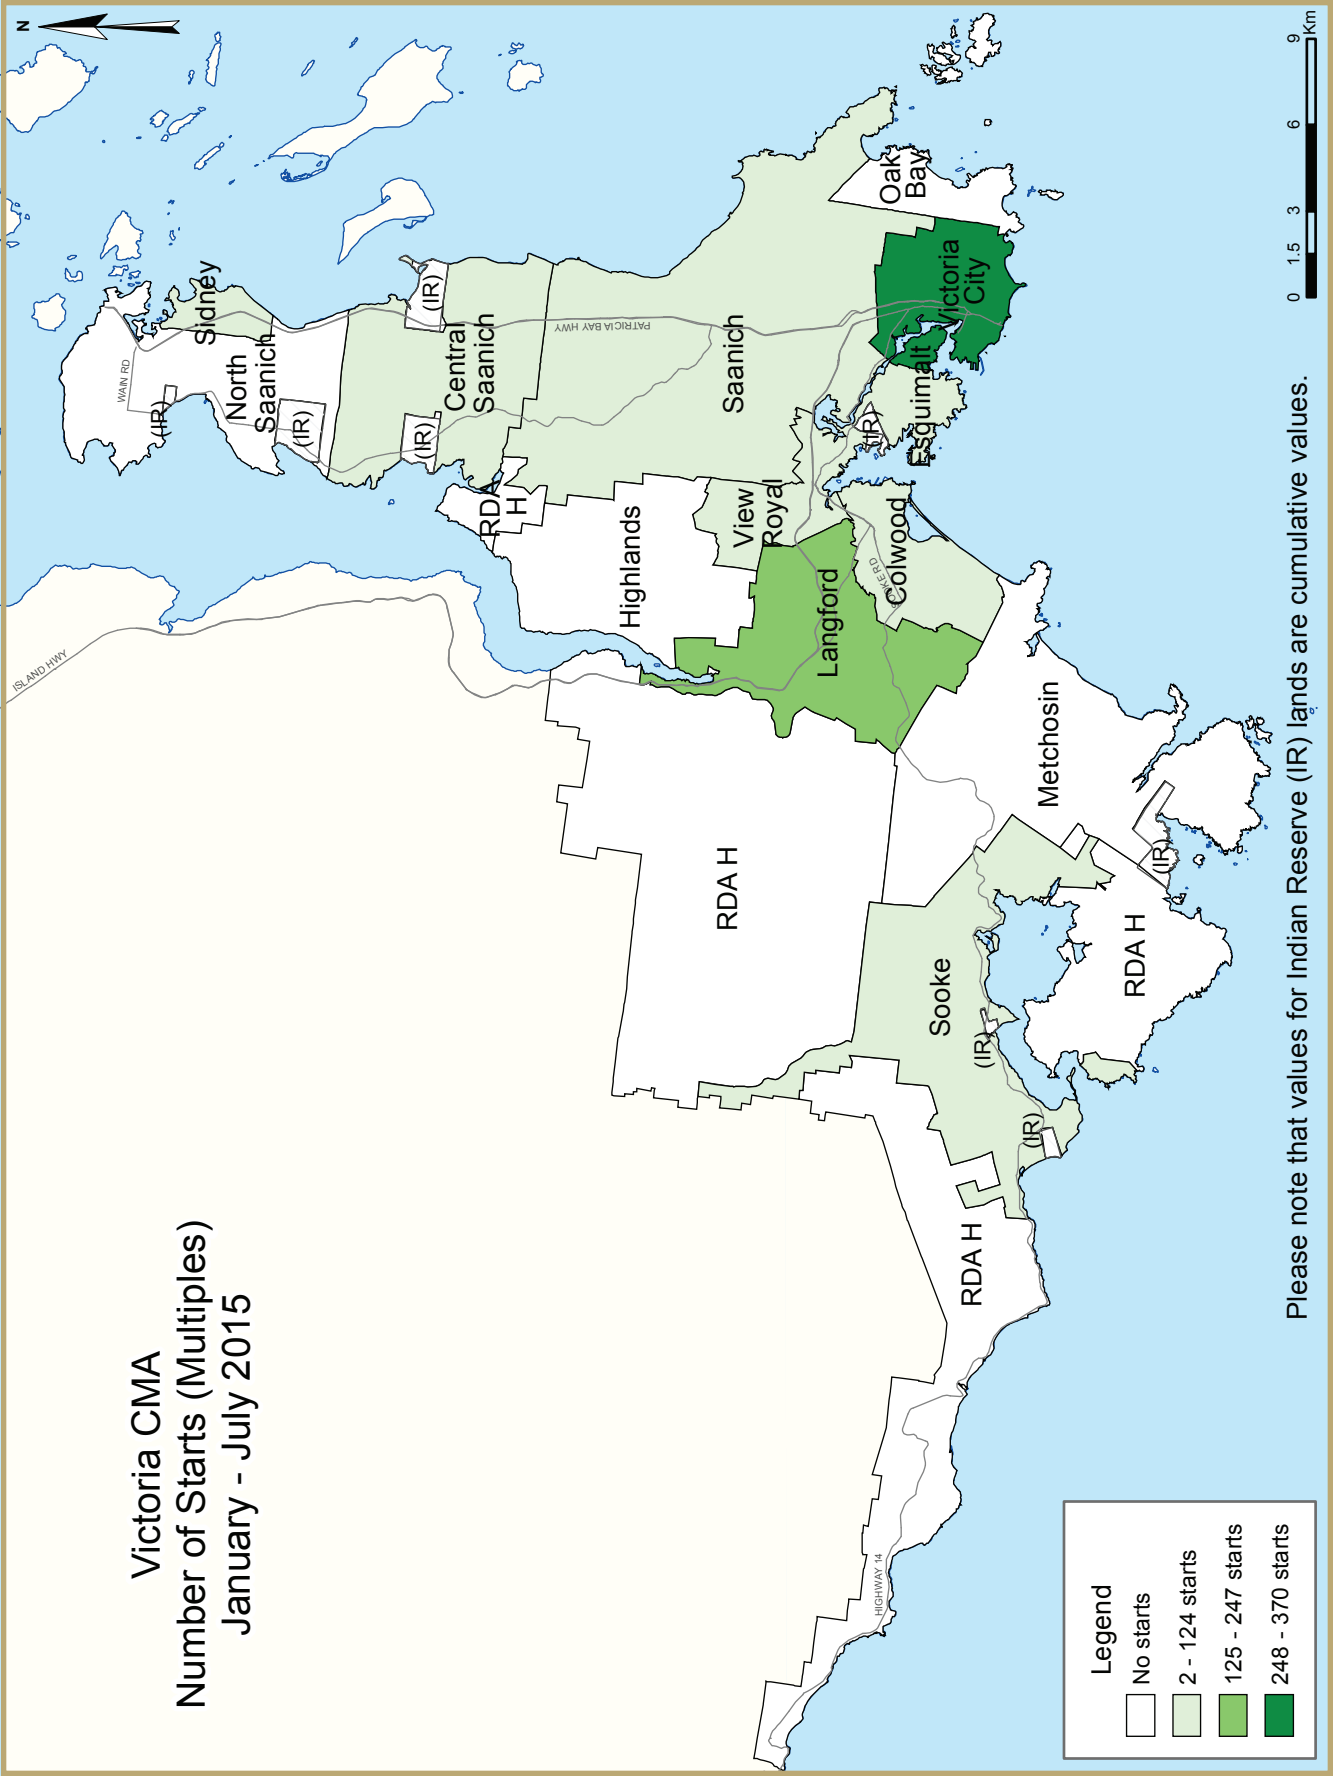 Victoria CMA
Number of Starts (Multiples)
January - July 2015
N
ISLAND HWY
WAIN RD
(IR)
Sidney
North
Saanich
(IR)
(IR)
Central
Saanich
(IR)
RDA
H
PATRICIA BAY HWY
Saanich
Highlands
View
Royal
Oak
Bay
Victoria
City
Esquimalt
(IR)
Langford
Colwood
SOOKE RD
RDA H
Metchosin
(IR)
Sooke
(IR)
RDA H
(IR)
RDA H
HIGHWAY 14
Legend
No starts
2 - 124 starts
125 - 247 starts
248 - 370 starts
0 1.5 3 6 9
Km
Please note that values for Indian Reserve (IR) lands are cumulative values.